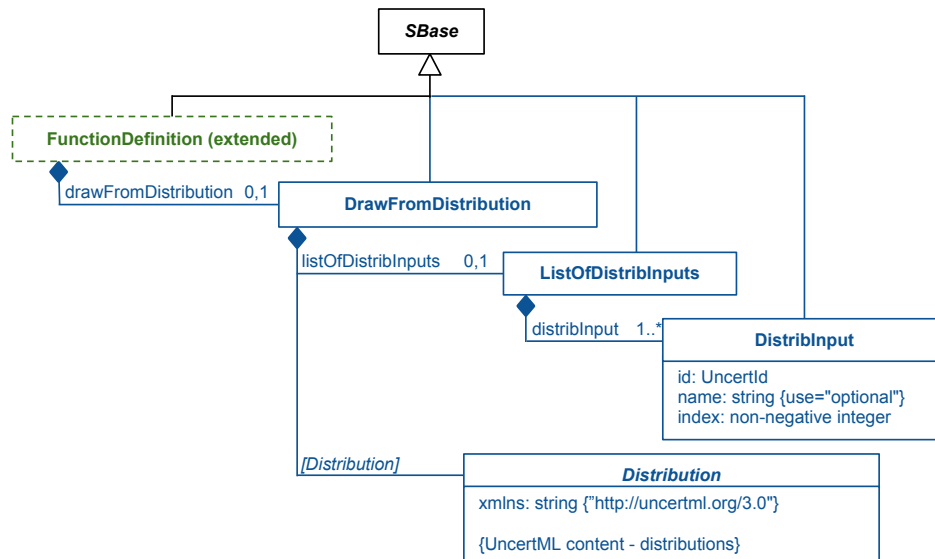 SBase
FunctionDefinition (extended)
drawFromDistribution 0,1
DrawFromDistribution
listOfDistribInputs 0,1
ListOfDistribInputs
distribInput 1..*
DistribInput
id: UncertId
name: string {use="optional"}
index: non-negative integer
[Distribution]
Distribution
xmlns: string {"http://uncertml.org/3.0"}
{UncertML content - distributions}